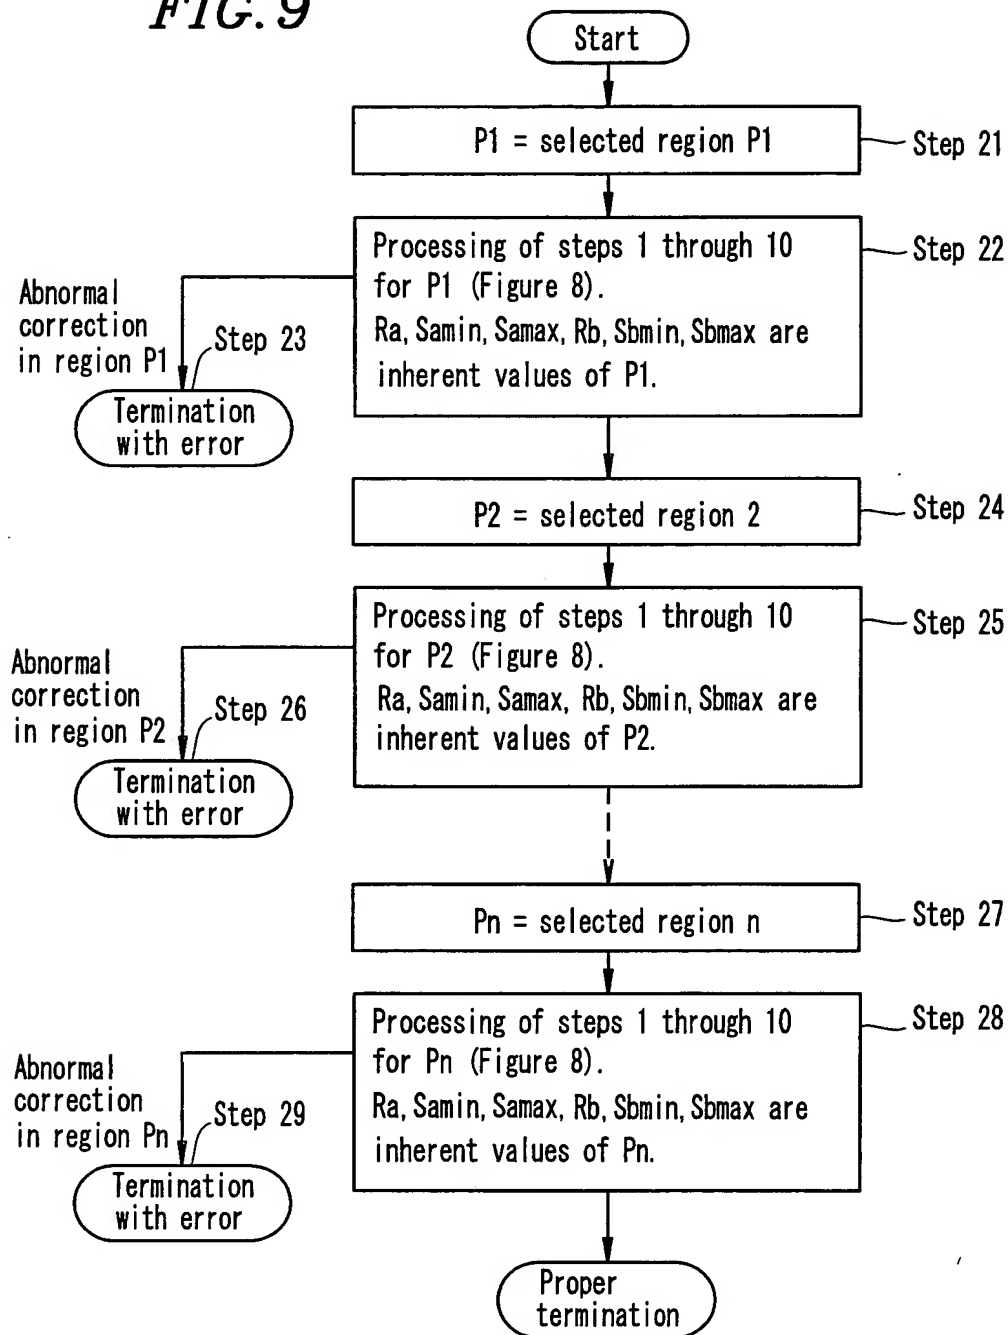 FIG. 9
Start
P1 = selected region P1
Step 21
Processing of steps 1 through 10
for P1 (Figure 8).
Ra, Samin, Samax, Rb, Sbmin, Sbmax are
inherent values of P1.
Step 22
Abnormal
correction
in region P1
Step 23
Termination
with error
P2 = selected region 2
Step 24
Processing of steps 1 through 10
for P2 (Figure 8).
Ra, Samin, Samax, Rb, Sbmin, Sbmax are
inherent values of P2.
Step 25
Abnormal
correction
in region P2
Step 26
Termination
with error
Pn = selected region n
Step 27
Processing of steps 1 through 10
for Pn (Figure 8).
Ra, Samin, Samax, Rb, Sbmin, Sbmax are
inherent values of Pn.
Step 28
Abnormal
correction
in region Pn
Step 29
Termination
with error
Proper
termination